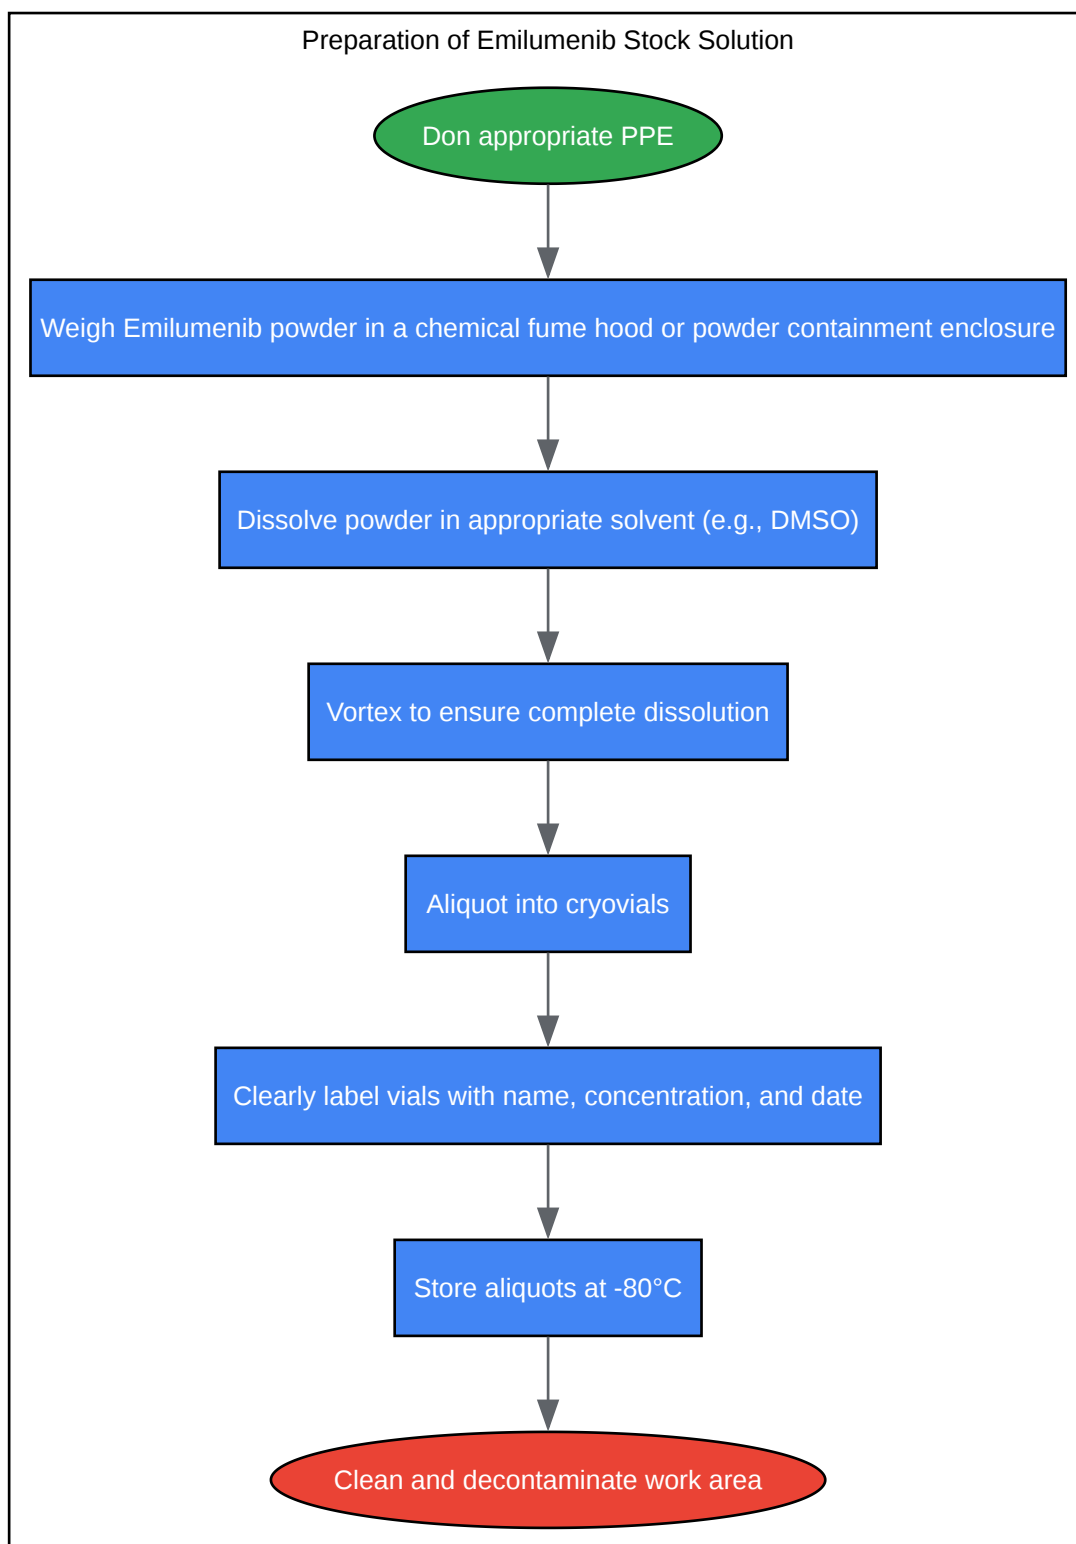 Preparation of Emilumenib Stock Solution
Don appropriate PPE
Weigh Emilumenib powder in a chemical fume hood or powder containment enclosure
Dissolve powder in appropriate solvent (e.g., DMSO)
Vortex to ensure complete dissolution
Aliquot into cryovials
Clearly label vials with name, concentration, and date
Store aliquots at -80°C
Clean and decontaminate work area